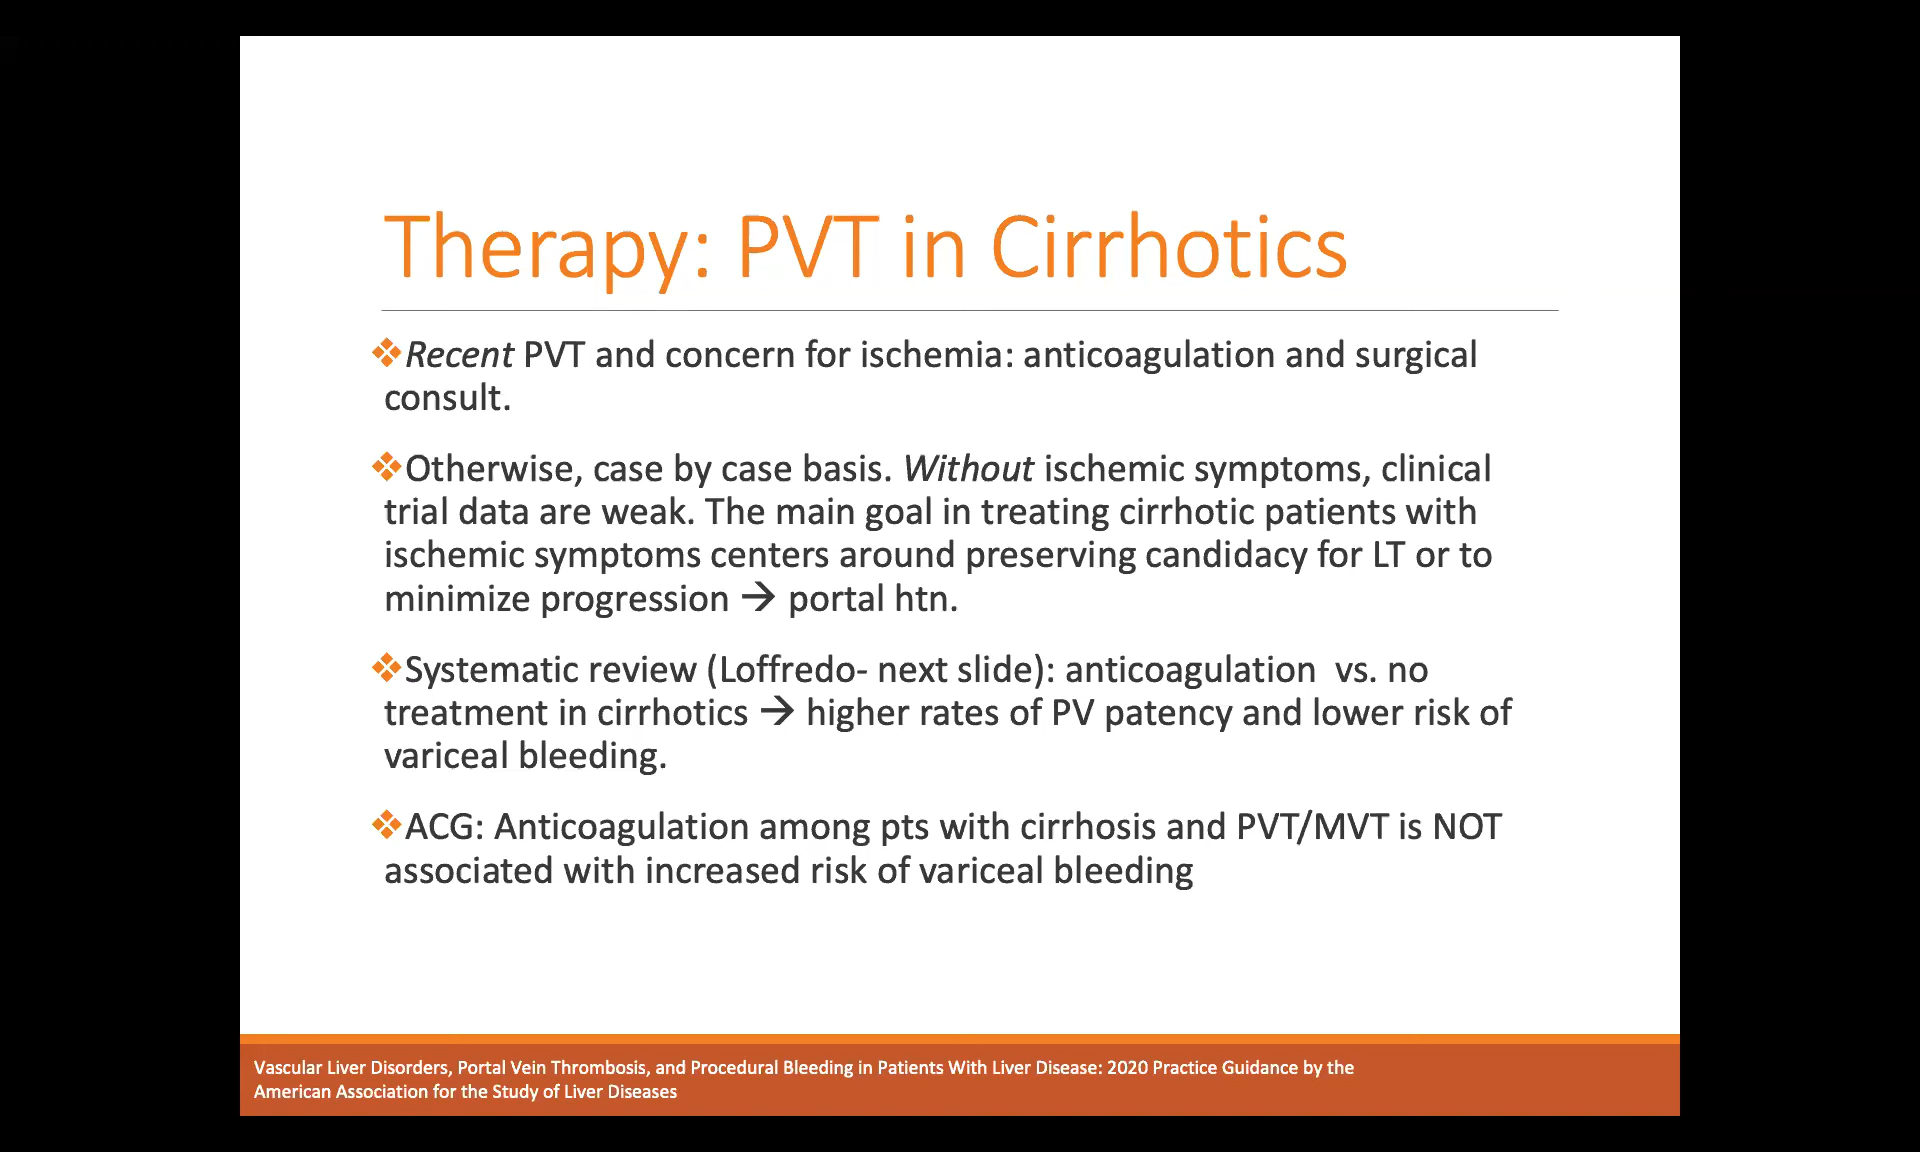 Therapy: PVT in Cirrhotics
❖Recent PVT and concern for ischemia: anticoagulation and surgical
consult.
❖Otherwise, case by case basis. Without ischemic symptoms, clinical
trial data are weak. The main goal in treating cirrhotic patients with
ischemic symptoms centers around preserving candidacy for LT or to
minimize progression → portal htn.
❖Systematic review (Loffredo- next slide): anticoagulation  vs. no
treatment in cirrhotics → higher rates of PV patency and lower risk of
variceal bleeding.
❖ACG: Anticoagulation among pts with cirrhosis and PVT/MVT is NOT
associated with increased risk of variceal bleeding
Vascular Liver Disorders, Portal Vein Thrombosis, and Procedural Bleeding in Patients With Liver Disease: 2020 Practice Guidance by the
American Association for the Study of Liver Diseases